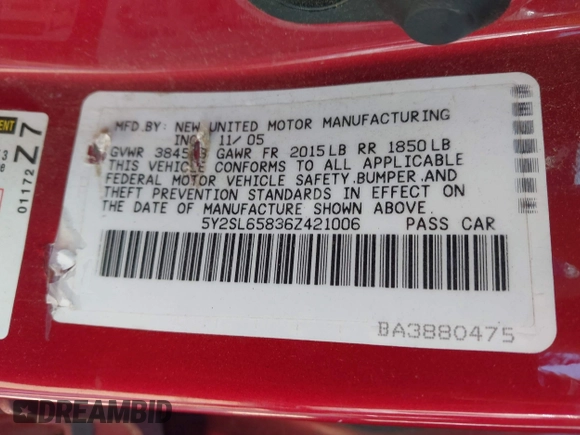 MFD.BY: NEW UNITED MOTOR MANUFACTURING
11/05
GVWR GAWR FR 2015LB RR 1850LB
THIS VEHICLE CONFORMS TO ALL APPLICABLE
FEDERAL MOTOR VEHICLE SAFETY.BUMPER.AND
THEFT PREVENTION STANDARDS IN EFFECT ON
THE DATE OF MANUFACTURE SHOWN ABOVE.
5Y2SL65836Z421006 PASS CAR
BA3880475
01172
Z7
DREAMBID